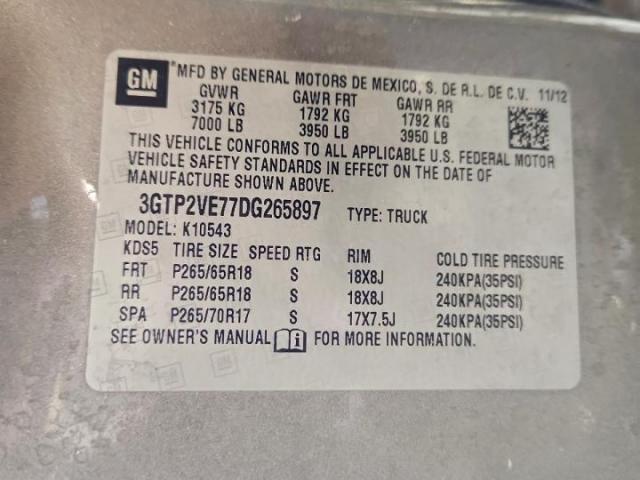 GM MFD BY GENERAL MOTORS DE MEXICO, S. DE R.L. DE C.V. 11/12
GVWR GAWR FRT GAWR RR
3175 KG 1792 KG 1792 KG
7000 LB 3950 LB 3950 LB
THIS VEHICLE CONFORMS TO ALL APPLICABLE U.S. FEDERAL MOTOR
VEHICLE SAFETY STANDARDS IN EFFECT ON THE DATE OF
MANUFACTURE SHOWN ABOVE.
3GTP2VE77DG265897 TYPE: TRUCK
MODEL: K10543
KDS5 TIRE SIZE SPEED RTG RIM COLD TIRE PRESSURE
FRT P265/65R18 S 18X8J 240KPA(35PSI)
RR P265/65R18 S 18X8J 240KPA(35PSI)
SPA P265/70R17 S 17X7.5J 240KPA(35PSI)
SEE OWNER'S MANUAL i FOR MORE INFORMATION.